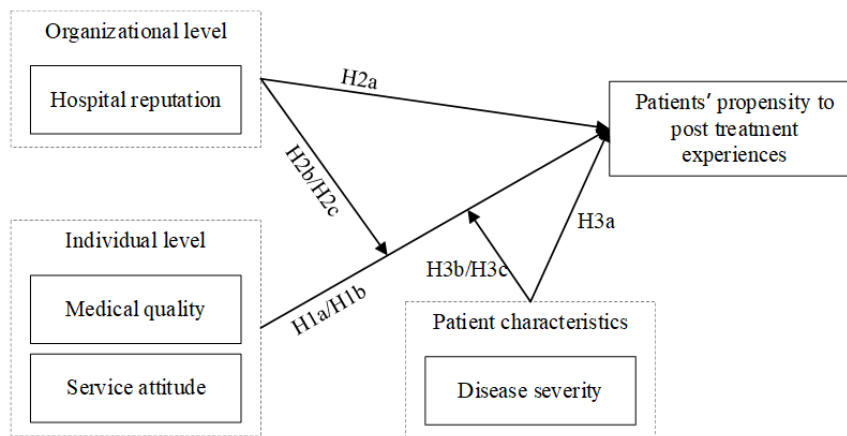 Organizational level
Hospital reputation
H2a
Patients' propensity to
post treatment
experiences
H2b/H2c
Individual level
Medical quality
Service attitude
H1a/H1b
H3b/H3c
H3a
Patient characteristics
Disease severity